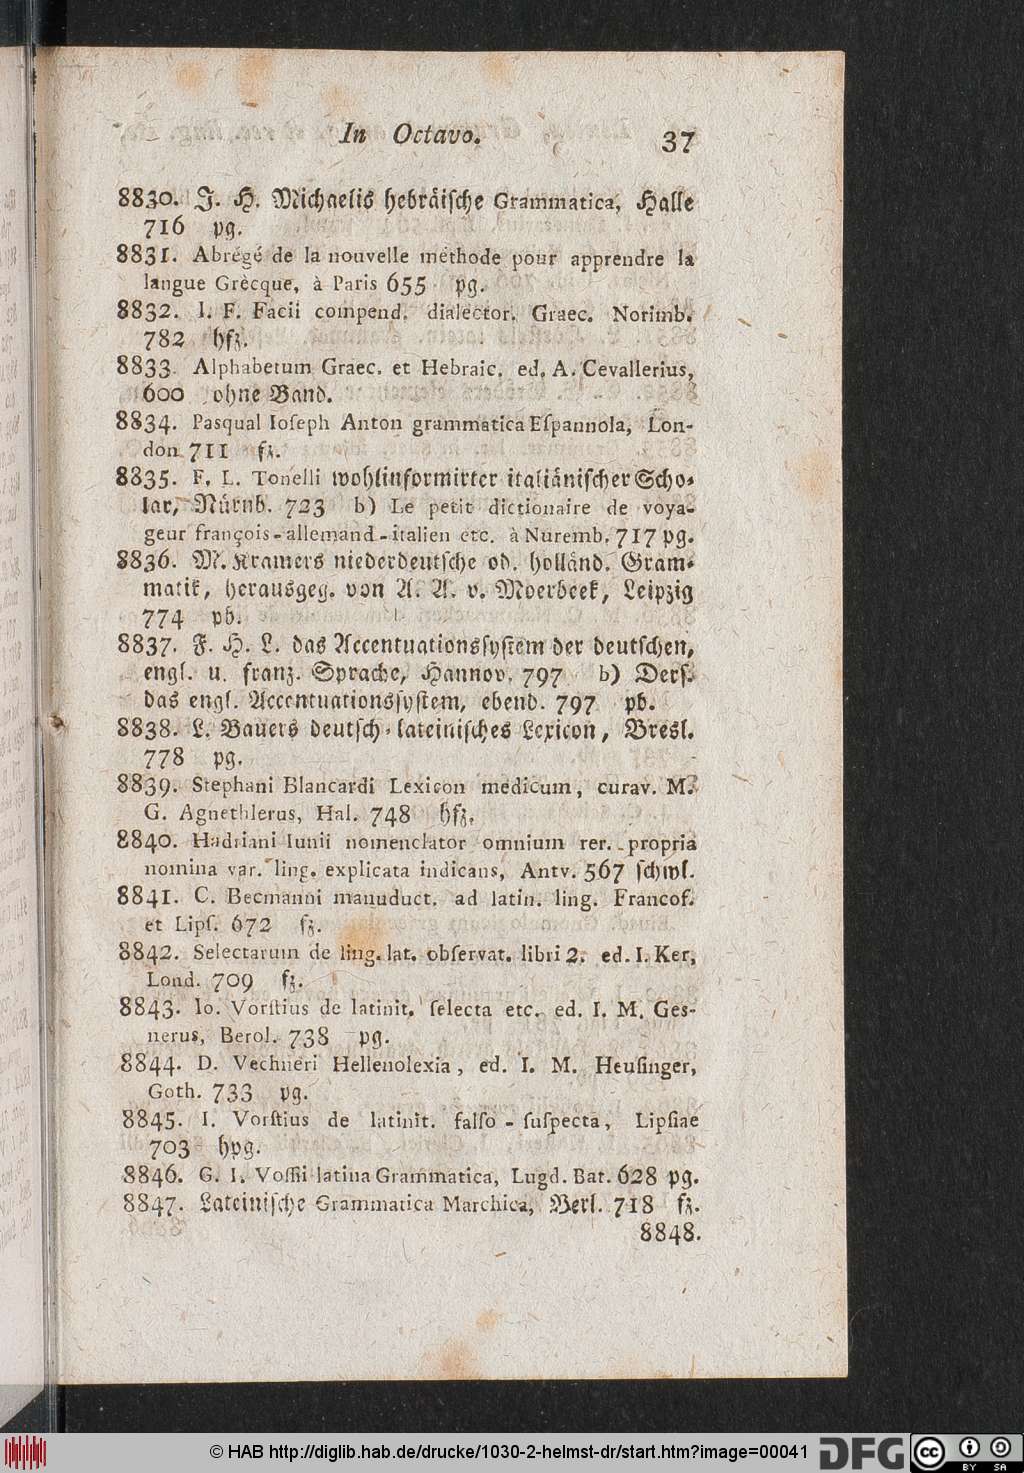 In Octavo. 37
8830. J. H. Michaelis hebräische Grammatica, Halle
716 pg.
8831. Abrégé de la nouvelle méthode pour apprendre la
langue Grècque, à Paris 655 pg.
8832. I. F. Facii compend. dialector. Graec. Norimb.
782 hfz.
8833. Alphabetum Graec. et Hebraic. ed. A. Cevallerius,
600 ohne Band.
8834. Pasqual Ioſeph Anton grammatica Eſpannola, Lon-
don 711 fz.
8835. F. L. Tonelli wohlinformirter italiänischer Scho-
lar, Nürnb. 723 b) Le petit dictionaire de voya-
geur françois-allemand-italien etc. à Nuremb. 717 pg.
8836. M. Kramers niederdeutsche od. holländ. Gram-
matik, herausgeg. von A. A. v. Moerbeek, Leipzig
774 pb.
8837. F. H. L. das Accentuationssystem der deutschen,
engl. u. franz. Sprache, Hannov. 797 b) Ders.
das engl. Accentuationssystem, ebend. 797 pb.
8838. L. Bauers deutsch-lateinisches Lexicon, Bresl.
778 pg.
8839. Stephani Blancardi Lexicon medicum, curav. M.
G. Agnethlerus, Hal. 748 hfz.
8840. Hadriani Iunii nomenclator omnium rer. propria
nomina var. ling. explicata indicans, Antv. 567 schwl.
8841. C. Becmanni manuduct. ad latin. ling. Francof.
et Lipſ. 672 fz.
8842. Selectarum de ling. lat. obſervat. libri 2. ed. I. Ker,
Lond. 709 fz.
8843. Io. Vorſtius de latinit. ſelecta etc. ed. I. M. Ges-
nerus, Berol. 738 pg.
8844. D. Vechneri Hellenolexia, ed. I. M. Heuſinger,
Goth. 733 pg.
8845. I. Vorſtius de latinit. falſo - ſuſpecta, Lipſiae
703 hpg.
8846. G. I. Voſſii latina Grammatica, Lugd. Bat. 628 pg.
8847. Lateinische Grammatica Marchica, Berl. 718 fz.
8848.
© HAB http://diglib.hab.de/drucke/1030-2-helmst-dr/start.htm?image=00041 DFG cc BY SA